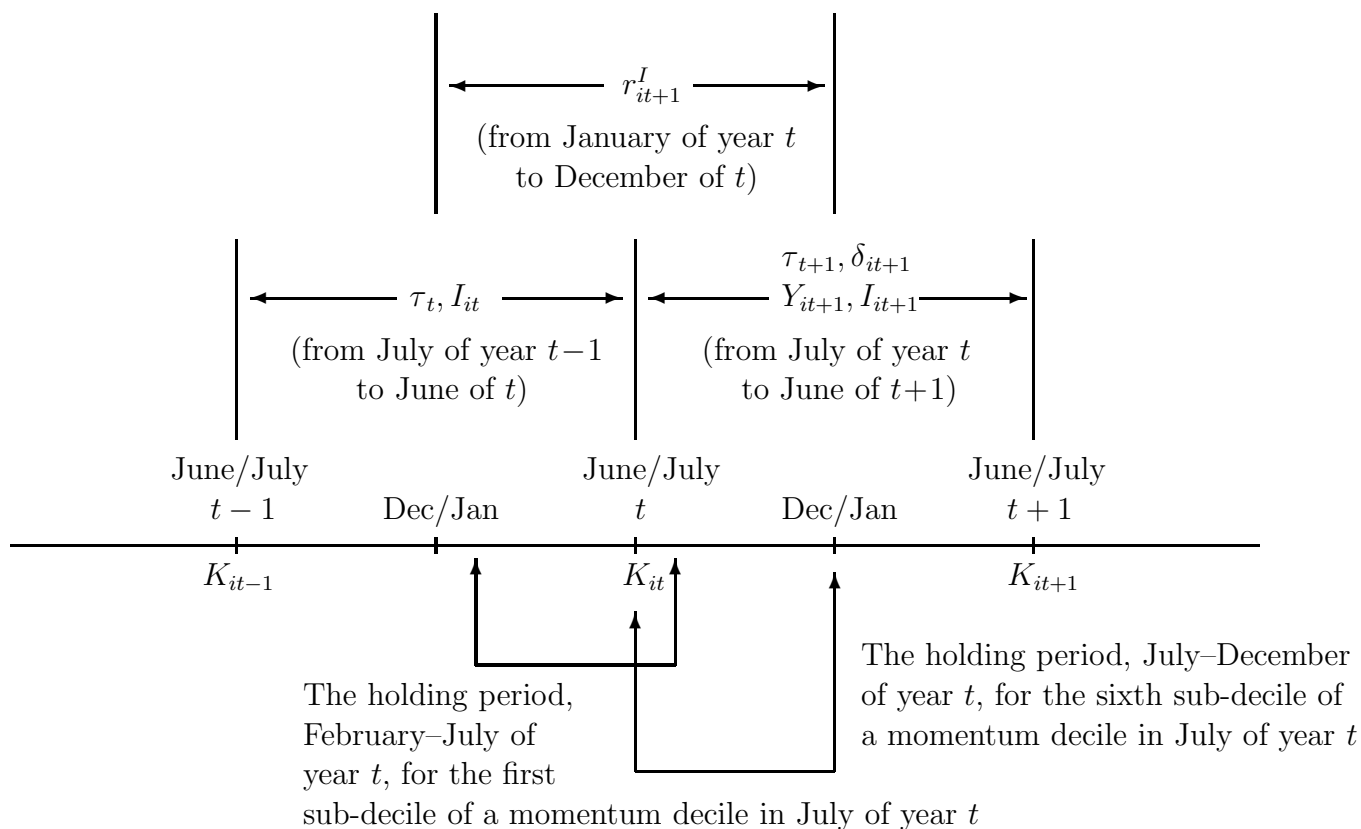 r^I_{it+1}
(from January of year t
to December of t)
τ_{t+1}, δ_{it+1}
τ_t, I_{it}
Y_{it+1}, I_{it+1}
(from July of year t−1
to June of t)
(from July of year t
to June of t+1)
June/July
t − 1
Dec/Jan
June/July
t
Dec/Jan
June/July
t + 1
K_{it−1}
K_{it}
K_{it+1}
The holding period,
February–July of
year t, for the first
sub-decile of a momentum decile in July of year t
The holding period, July–December
of year t, for the sixth sub-decile of
a momentum decile in July of year t